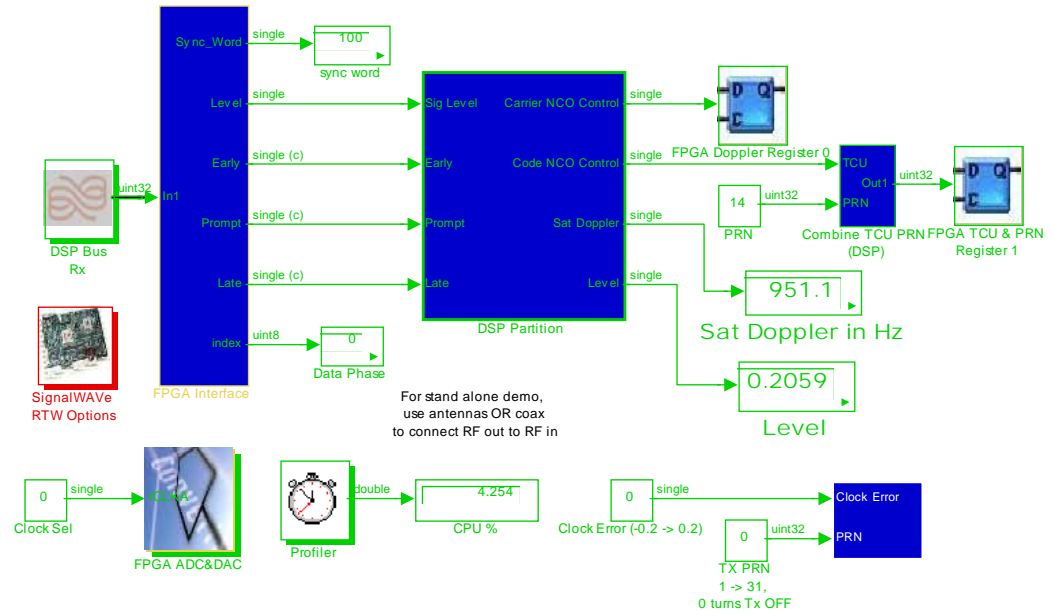 Sync_Word
single
100
sync word
Level
single
Sig Level
Carrier NCO Control
single
D Q
C
FPGA Doppler Register 0
Early
single (c)
Early
Code NCO Control
single
TCU
Out1
PRN
uint32
D Q
C
uint32
In1
14
uint32
PRN
Combine TCU PRN
(DSP)
FPGA TCU & PRN
Register 1
DSP Bus
Rx
Prompt
single (c)
Prompt
Sat Doppler
single
Late
single (c)
Late
Level
single
951.1
Sat Doppler in Hz
DSP Partition
index
uint8
0
Data Phase
FPGA Interface
SignalWAVe
RTW Options
For stand alone demo,
use antennas OR coax
to connect RF out to RF in
0.2059
Level
0
single
Clock Sel
FPGA ADC&DAC
Profiler
double
4.254
CPU %
0
single
Clock Error (-0.2 -> 0.2)
Clock Error
PRN
0
uint32
TX PRN
1 -> 31,
0 turns Tx OFF